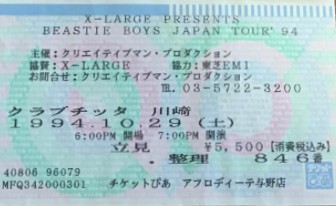 X-LARGE PRESENTS
BEASTIE BOYS JAPAN TOUR'94
主催：クリエイティブマン・プロダクション
協賛：X-LARGE 協力：東芝EMI
お問合せ：クリエイティブマン・プロダクション
TEL 03-5722-3200
クラブチッタ 川崎
1994.10.29（土）
6:00PM 開場 7:00PM 開演
立見 ¥5,500【消費税込み】
．整理 846番
40806 96079
MFQ342000301 チケットぴあ アフロディーテ与野店